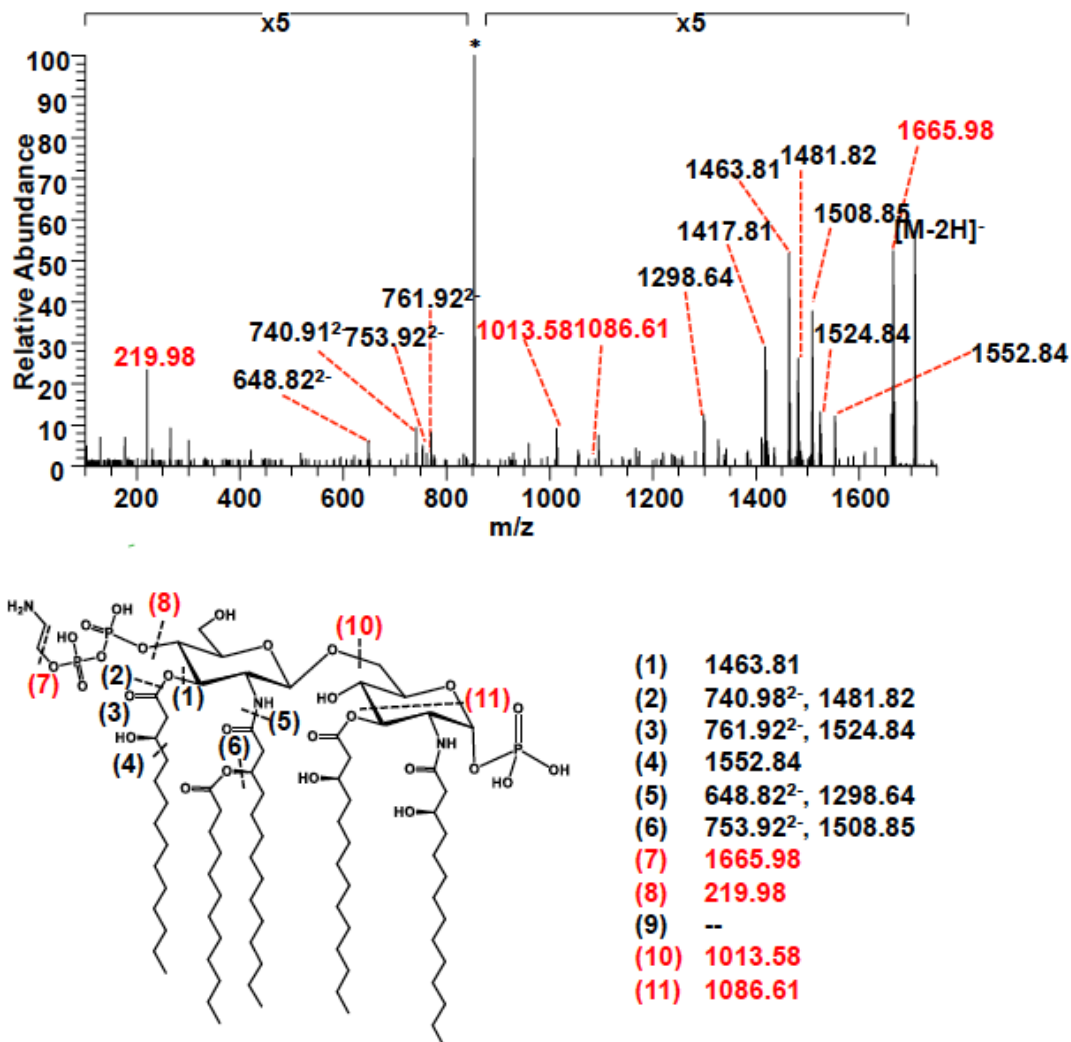 x5 x5
*
100
90
80
70
60
50
40
30
20
10
0
Relative Abundance
1665.98
1481.82
1463.81
1508.85
[M-2H]-
1417.81
1298.64
761.92²-
740.91²-
753.92²-
1013.58
1086.61
1524.84
1552.84
219.98
648.82²-
200 400 600 800 1000 1200 1400 1600
m/z
H₂N
OH
(8)
OH
O
P
HO
O
O
(10)
O
P
O
O
O
(7)
O
(2)
O
(1)
NH
O
HO
O
(11)
O
O
(3)
(5)
O
O
P
OH
HO
(4)
O
(6)
O
O
NH
O
HO
O
O
HO
HO
(1) 1463.81
(2) 740.98²-, 1481.82
(3) 761.92²-, 1524.84
(4) 1552.84
(5) 648.82²-, 1298.64
(6) 753.92²-, 1508.85
(7) 1665.98
(8) 219.98
(9) --
(10) 1013.58
(11) 1086.61